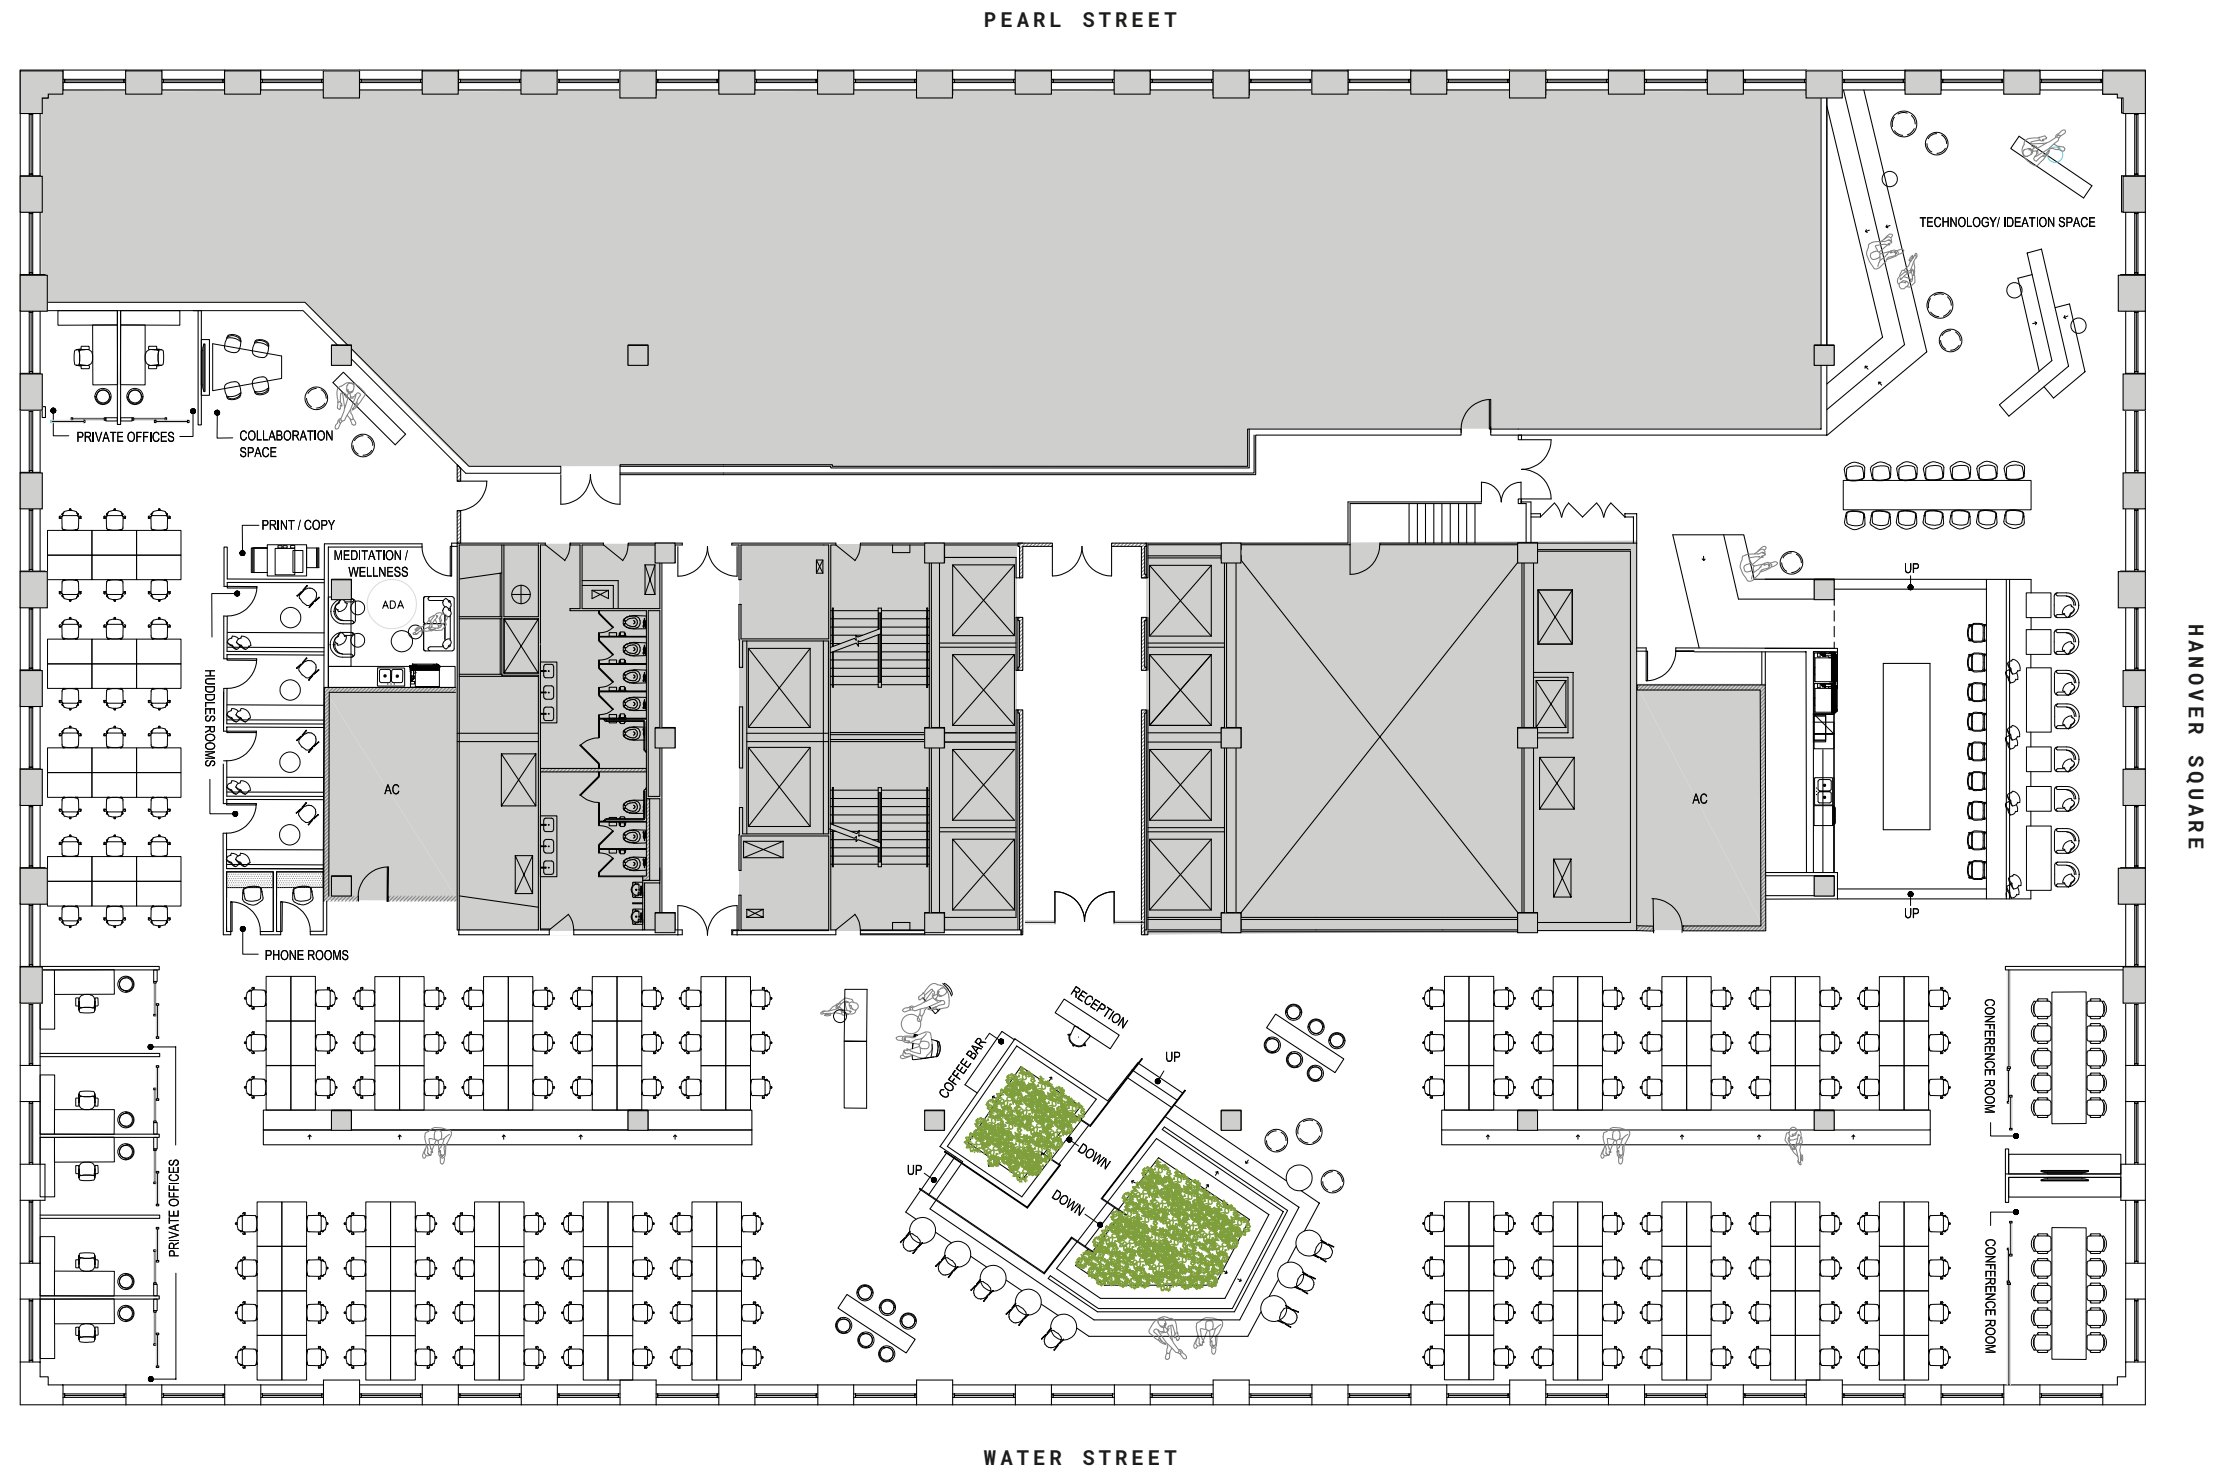 PEARL STREET
TECHNOLOGY/ IDEATION SPACE
PRIVATE OFFICES
COLLABORATION
SPACE
PRINT / COPY
MEDITATION /
WELLNESS
ADA
HUDDLES ROOMS
AC
PHONE ROOMS
UP
AC
UP
HANOVER SQUARE
RECEPTION
COFFEE BAR
UP
DOWN
UP
DOWN
PRIVATE OFFICES
CONFERENCE ROOM
CONFERENCE ROOM
WATER STREET